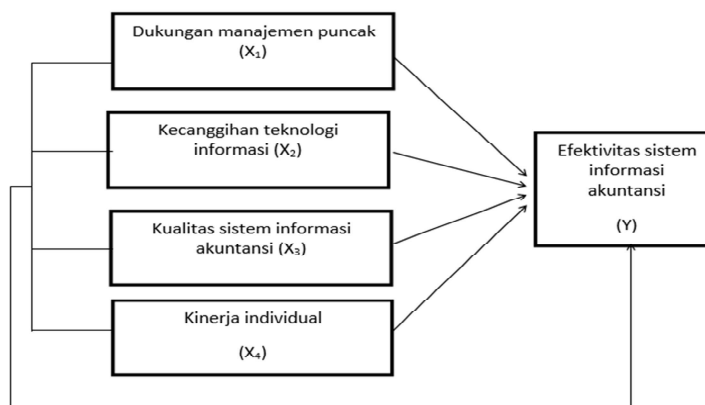 Dukungan manajemen puncak
(X₁)
Kecanggihan teknologi
informasi (X₂)
Kualitas sistem informasi
akuntansi (X₃)
Kinerja individual
(X₄)
Efektivitas sistem
informasi
akuntansi
(Y)